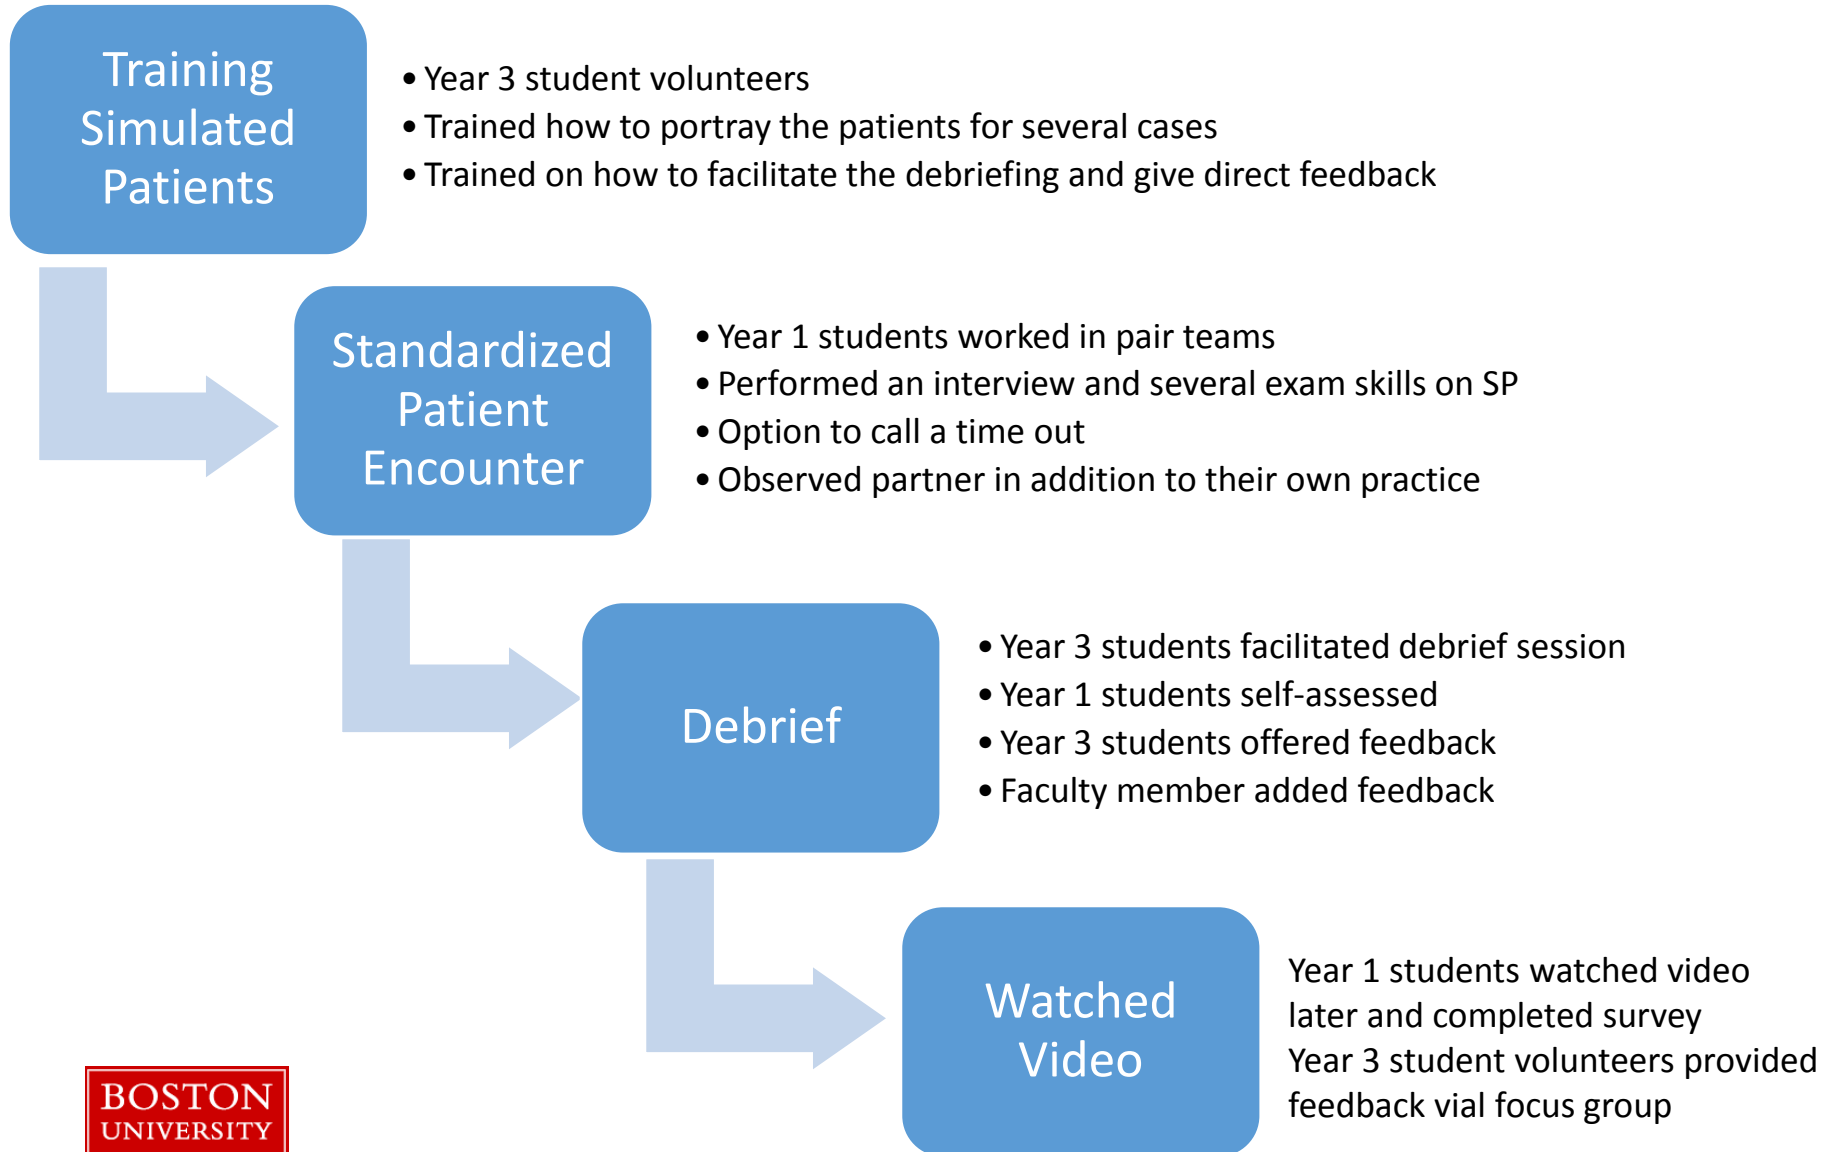 Training
Simulated
Patients
• Year 3 student volunteers
• Trained how to portray the patients for several cases
• Trained on how to facilitate the debriefing and give direct feedback
Standardized
Patient
Encounter
• Year 1 students worked in pair teams
• Performed an interview and several exam skills on SP
• Option to call a time out
• Observed partner in addition to their own practice
Debrief
• Year 3 students facilitated debrief session
• Year 1 students self-assessed
• Year 3 students offered feedback
• Faculty member added feedback
Watched
Video
Year 1 students watched video
later and completed survey
Year 3 student volunteers provided
feedback vial focus group
BOSTON
UNIVERSITY